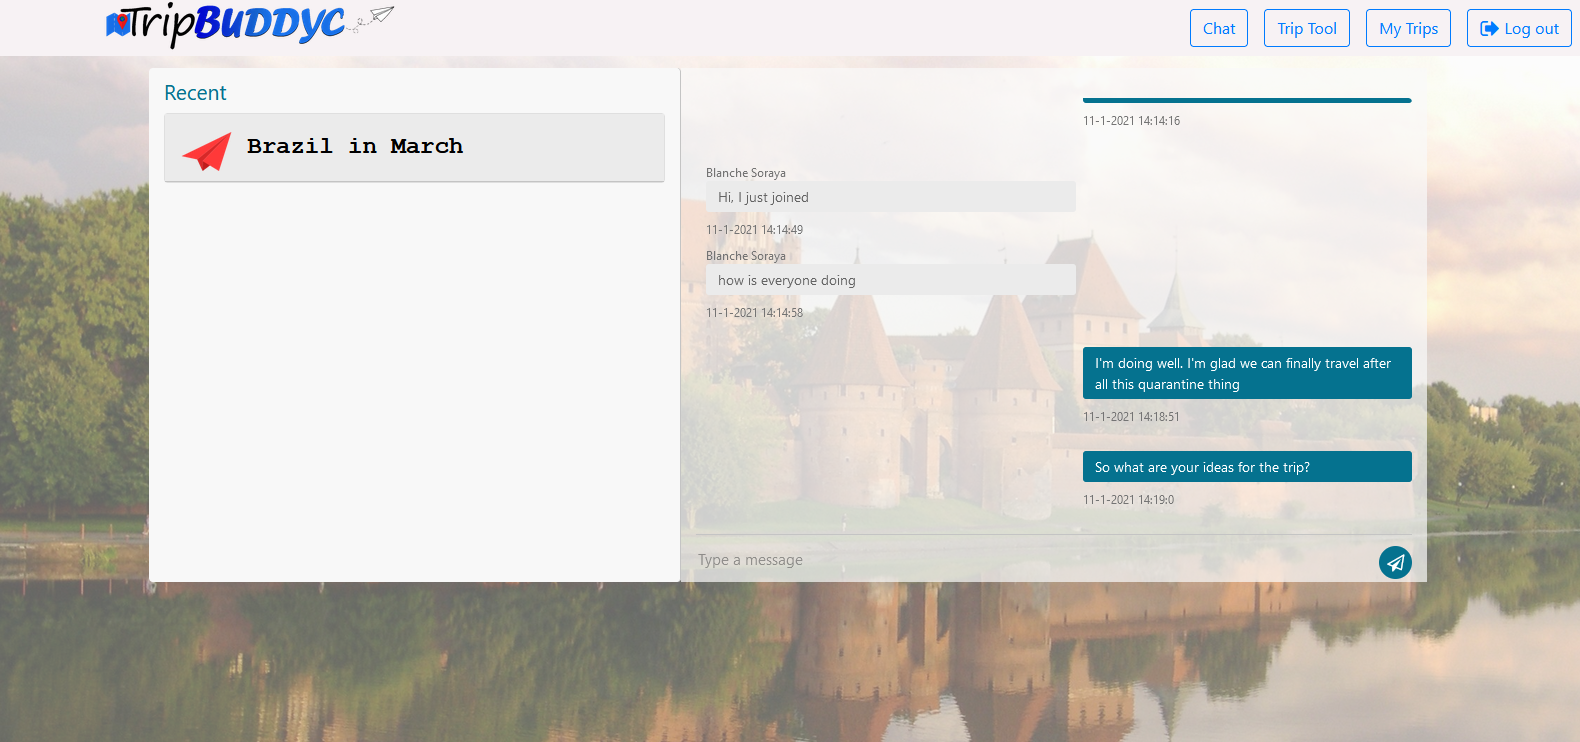 TripBuDDyC
Chat
Trip Tool
My Trips
Log out
Recent
Brazil in March
11-1-2021 14:14:16
Blanche Soraya
Hi, I just joined
11-1-2021 14:14:49
Blanche Soraya
how is everyone doing
11-1-2021 14:14:58
I'm doing well. I'm glad we can finally travel after
all this quarantine thing
11-1-2021 14:18:51
So what are your ideas for the trip?
11-1-2021 14:19:0
Type a message